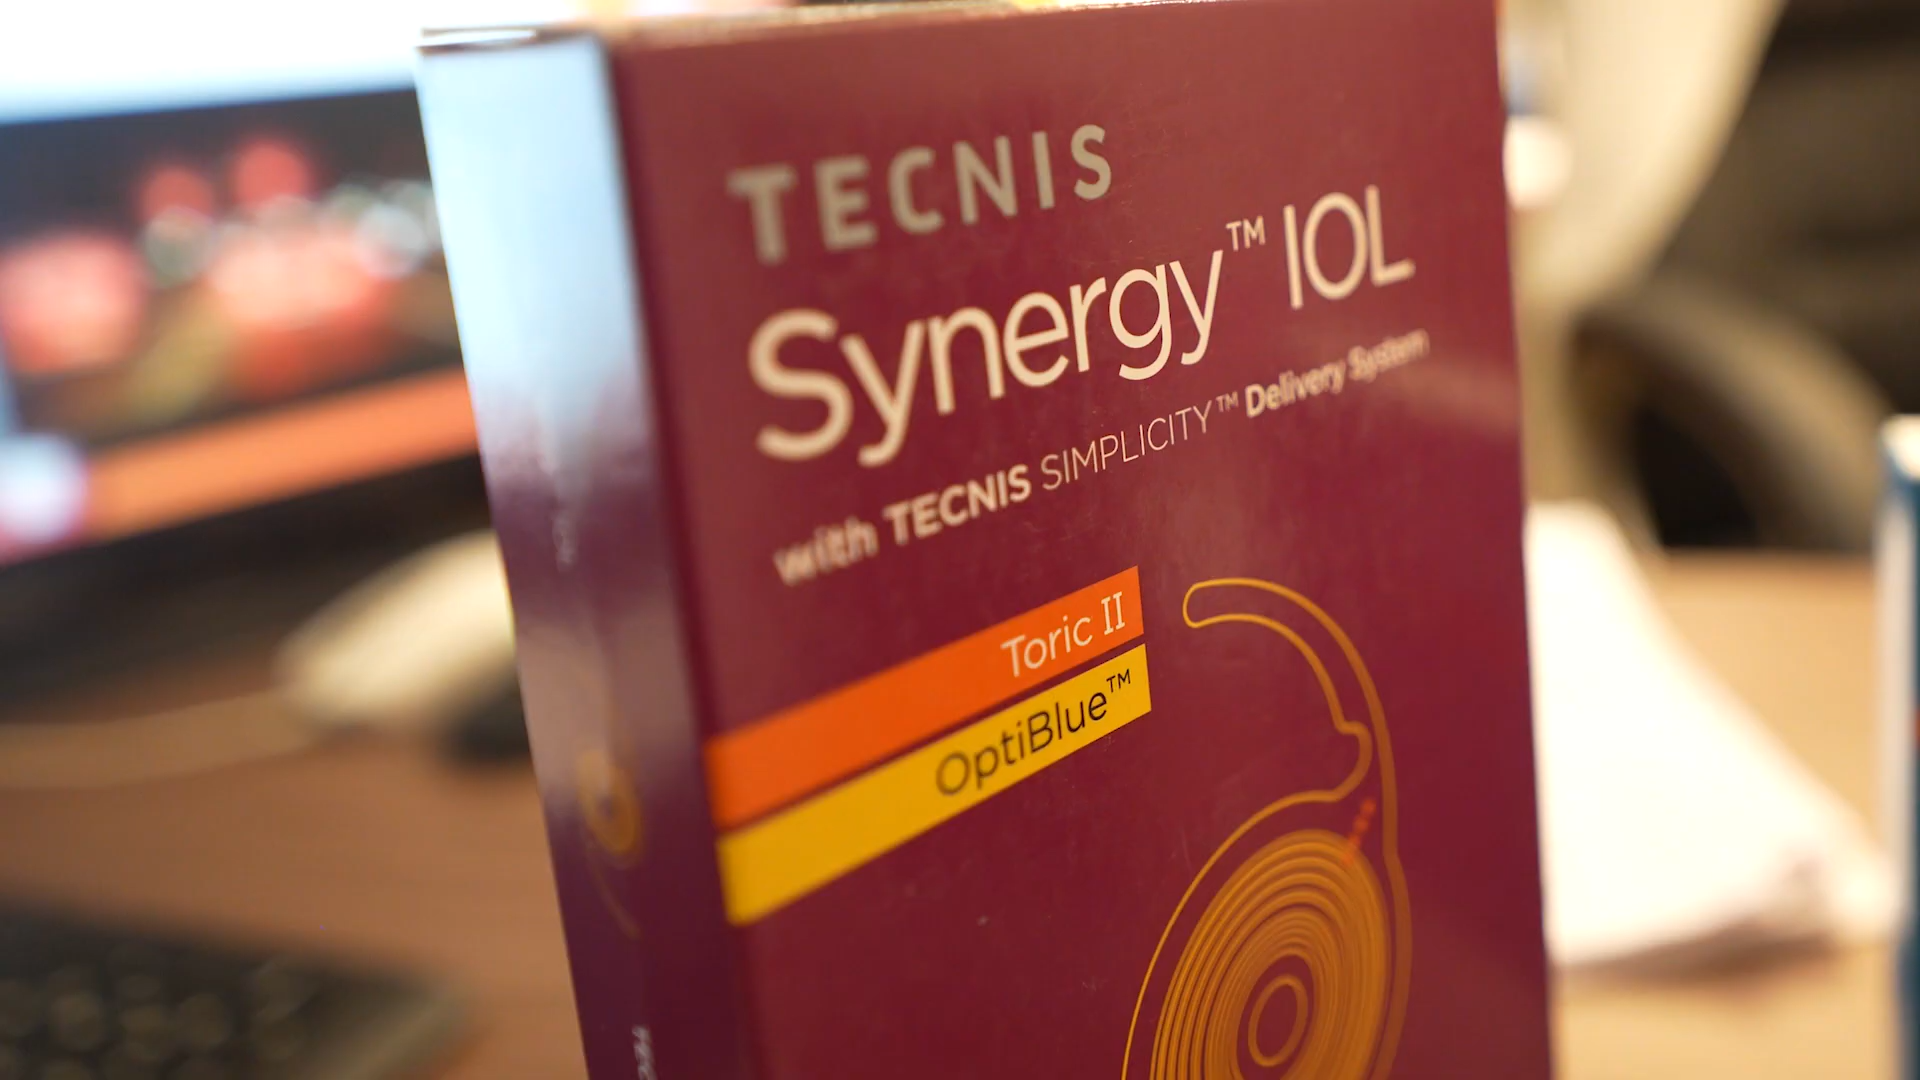 TECNIS
Synergy™ IOL
with TECNIS SIMPLICITY™ Delivery System
Toric II
OptiBlue™